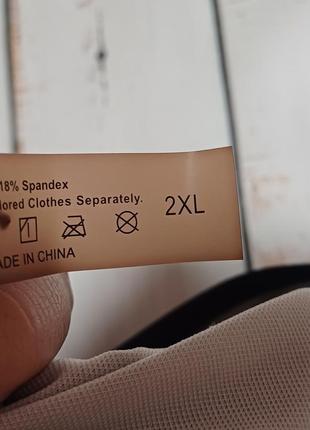 18% Spandex
lored Clothes Separately.
2XL
ADE IN CHINA